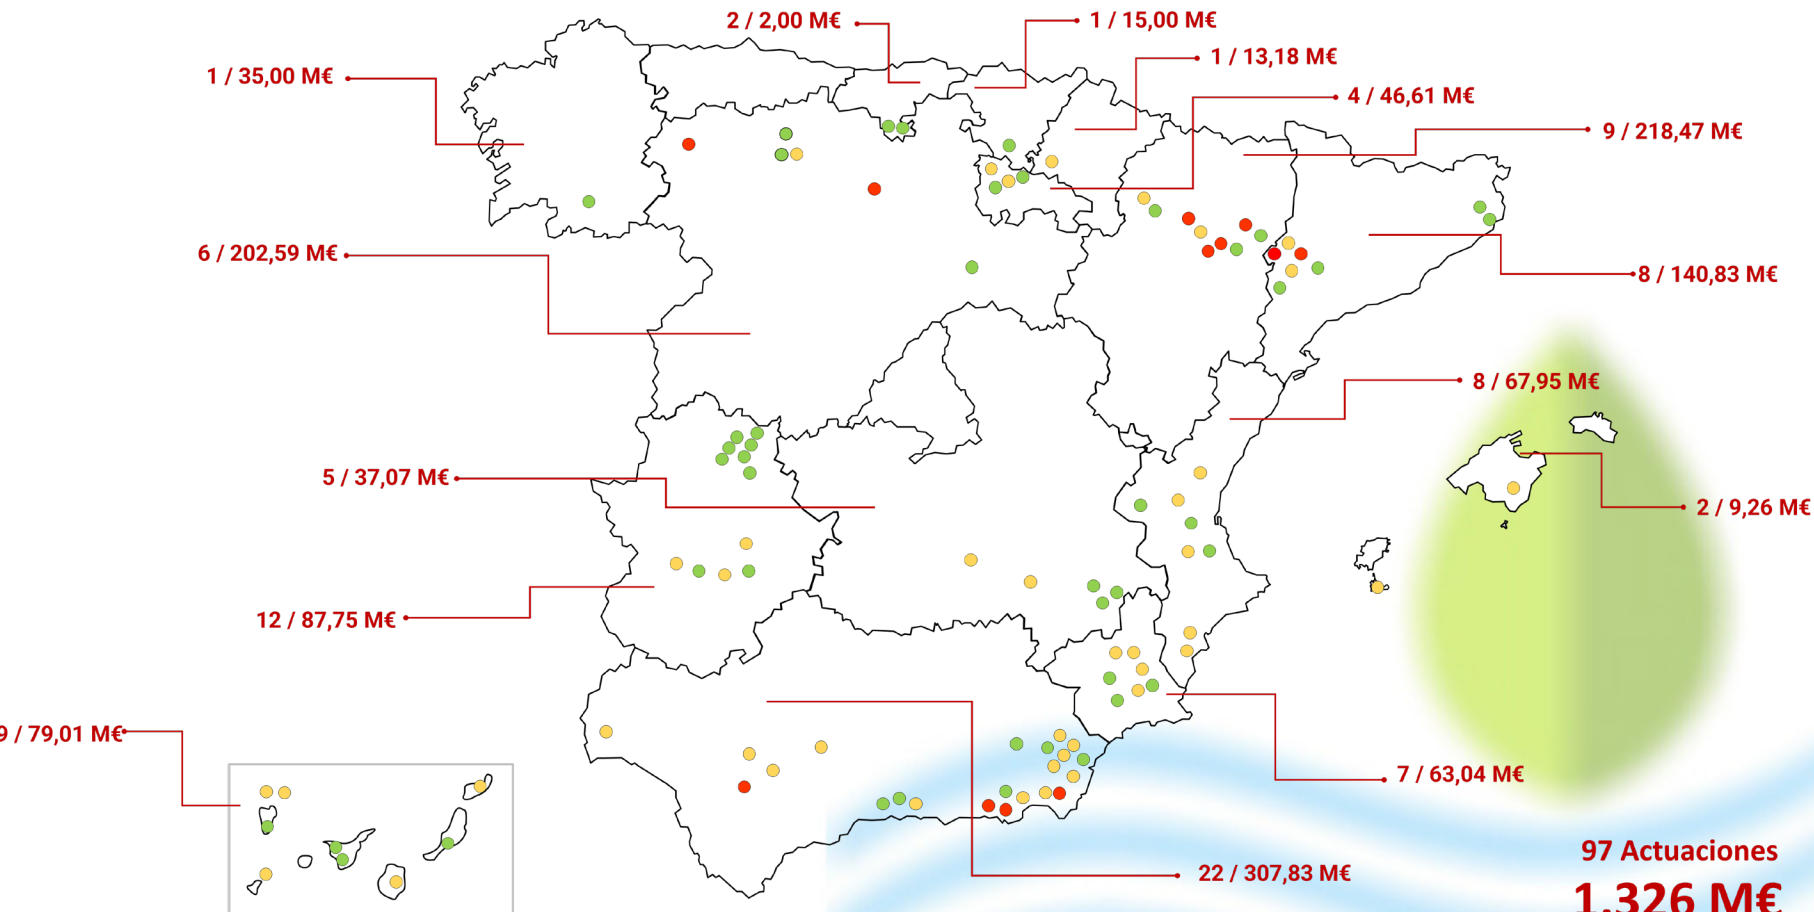 2 / 2,00 M€
1 / 15,00 M€
1 / 13,18 M€
1 / 35,00 M€
4 / 46,61 M€
9 / 218,47 M€
6 / 202,59 M€
8 / 140,83 M€
8 / 67,95 M€
5 / 37,07 M€
2 / 9,26 M€
12 / 87,75 M€
9 / 79,01 M€
7 / 63,04 M€
22 / 307,83 M€
97 Actuaciones
1.326 M€